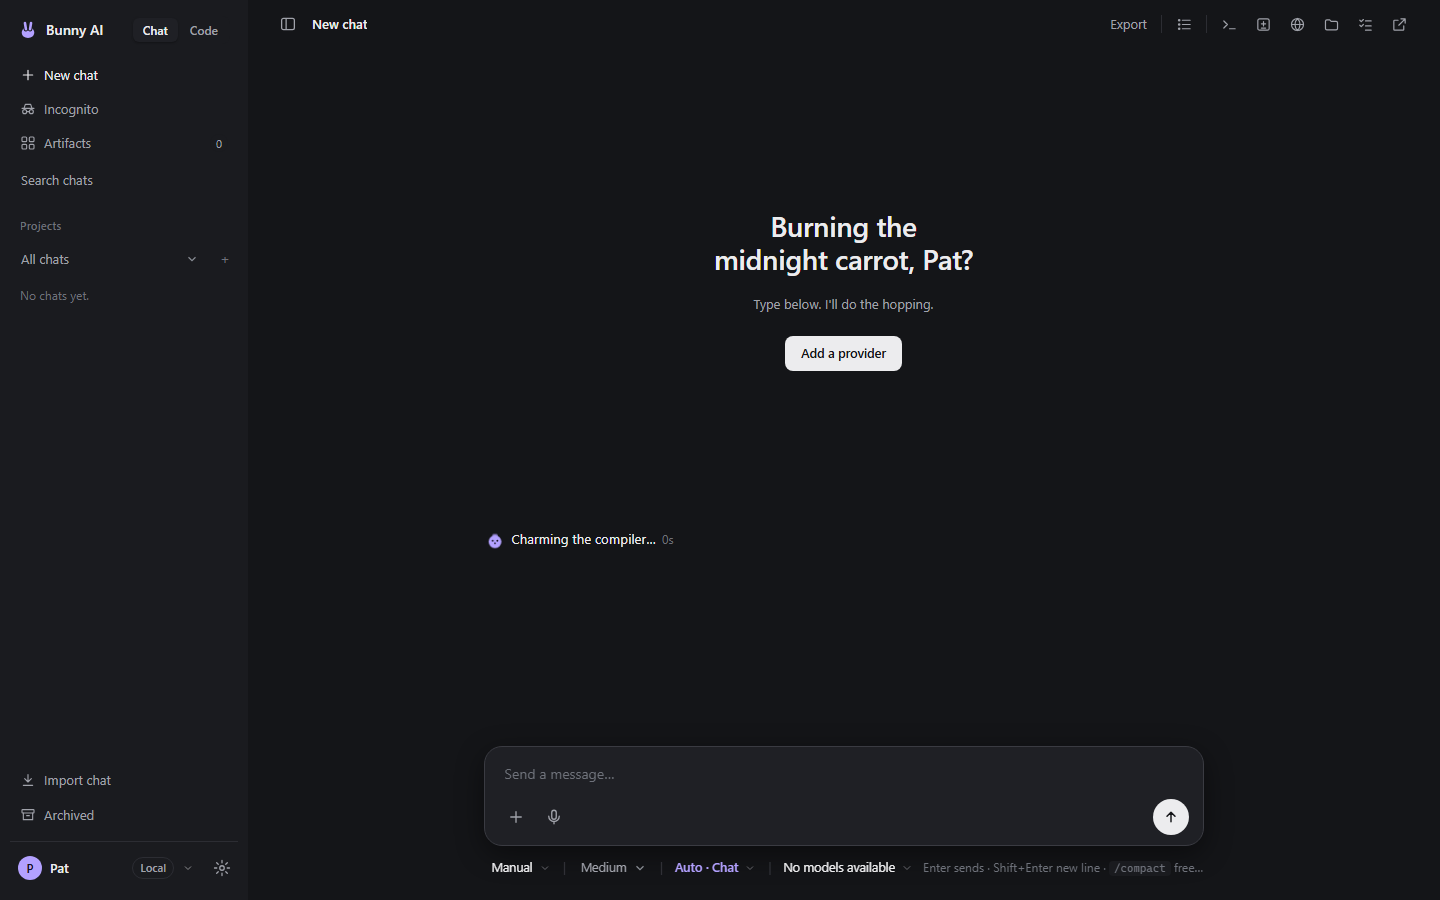 Bunny AI
Chat
Code
New chat
Incognito
Artifacts
0
Search chats
Projects
All chats
+
No chats yet.
Import chat
Archived
P
Pat
Local
New chat
Export
Burning the
midnight carrot, Pat?
Type below. I'll do the hopping.
Add a provider
Charming the compiler... 0s
Send a message...
Manual
Medium
Auto · Chat
No models available
Enter sends · Shift+Enter new line · /compact free...